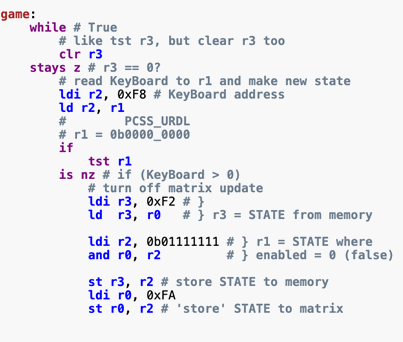 game:
    while # True
        # like tst r3, but clear r3 too
        clr r3
    stays z # r3 == 0?
        # read KeyBoard to r1 and make new state
        ldi r2, 0xF8 # KeyBoard address
        ld r2, r1
        #        PCSS_URDL
        # r1 = 0b0000_0000
        if
            tst r1
        is nz # if (KeyBoard > 0)
            # turn off matrix update
            ldi r3, 0xF2 # }
            ld  r3, r0   # } r3 = STATE from memory

            ldi r2, 0b01111111 # } r1 = STATE where
            and r0, r2         # } enabled = 0 (false)

            st r3, r2 # store STATE to memory
            ldi r0, 0xFA
            st r0, r2 # 'store' STATE to matrix